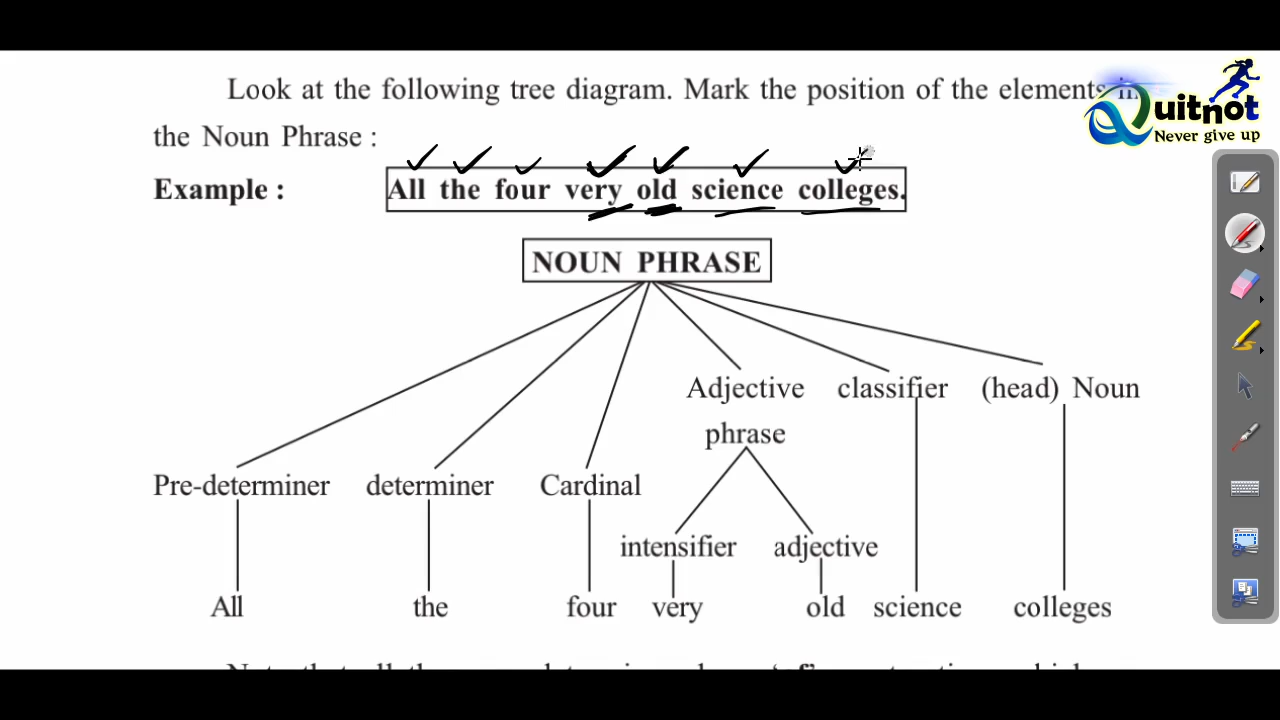 Look at the following tree diagram. Mark the position of the elements in
the Noun Phrase :
Quitnot
Never give up
Example : All the four very old science colleges.
NOUN PHRASE
Adjective classifier (head) Noun
phrase
Pre-determiner determiner Cardinal
intensifier adjective
All the four very old science colleges